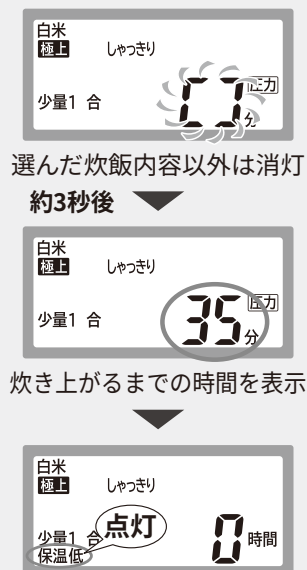 白米
極上 しゃっきり
圧力
少量1 合
分
選んだ炊飯内容以外は消灯
約3秒後
白米
極上 しゃっきり
圧力
少量1 合 35分
炊き上がるまでの時間を表示
白米
極上 しゃっきり
少量1 合 点灯 0時間
保温低